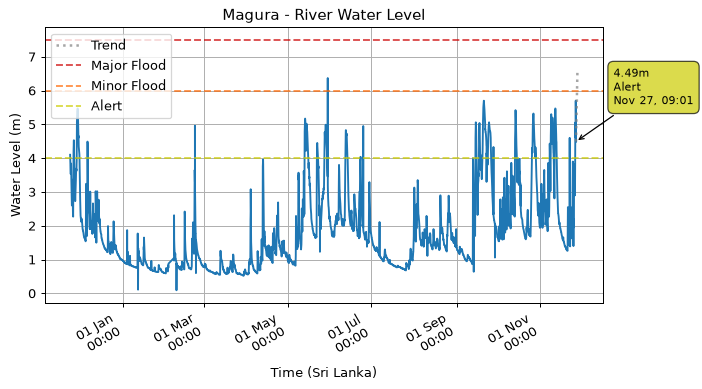 Magura - River Water Level
Trend
Major Flood
Minor Flood
Alert
4.49m
Alert
Nov 27, 09:01
Water Level (m)
7
6
5
4
3
2
1
0
01 Jan
00:00
01 Mar
00:00
01 May
00:00
01 Jul
00:00
01 Sep
00:00
01 Nov
00:00
Time (Sri Lanka)